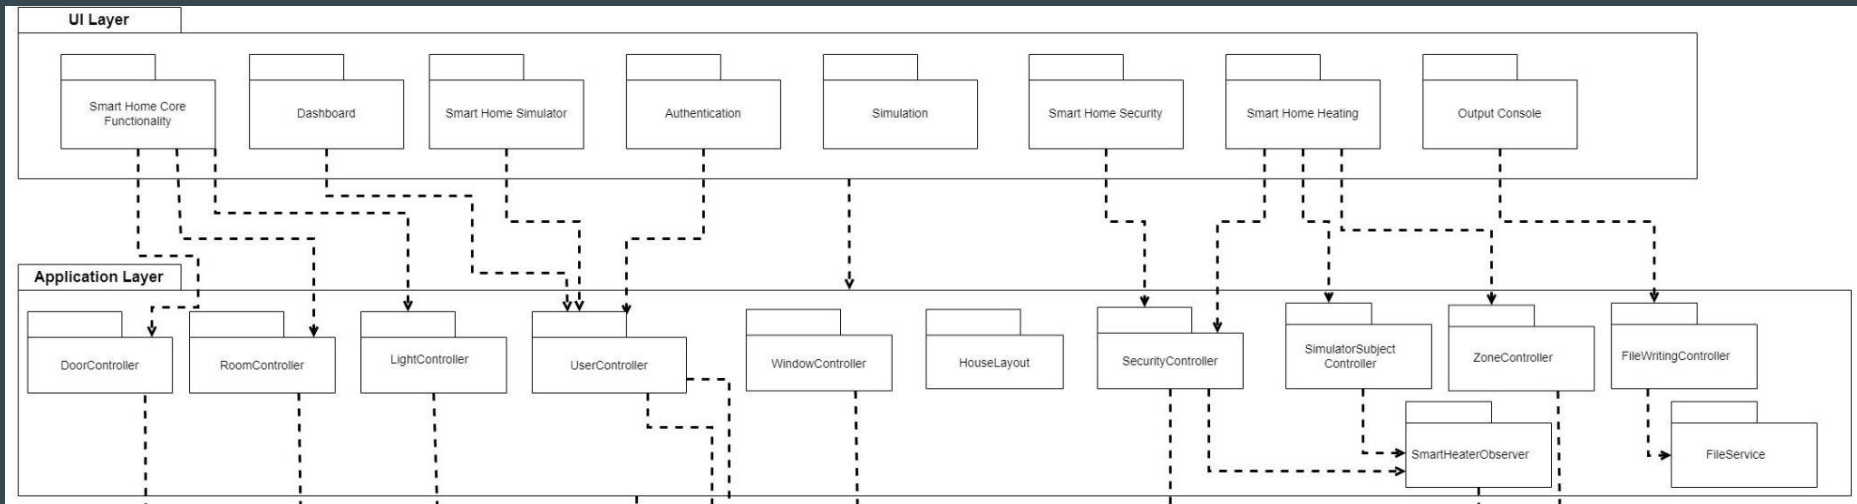 UI Layer
Smart Home Core
Functionality
Dashboard
Smart Home Simulator
Authentication
Simulation
Smart Home Security
Smart Home Heating
Output Console
Application Layer
DoorController
RoomController
LightController
UserController
WindowController
HouseLayout
SecurityController
SimulatorSubject
Controller
ZoneController
FileWritingController
SmartHeaterObserver
FileService